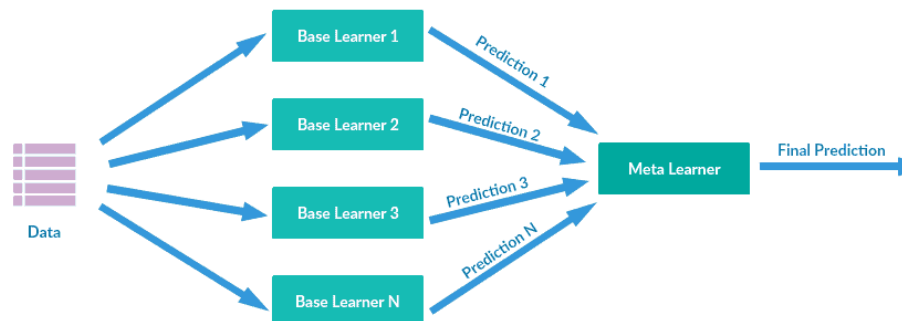 Base Learner 1
Prediction 1
Base Learner 2
Prediction 2
Data
Meta Learner
Final Prediction
Base Learner 3
Prediction 3
Base Learner N
Prediction N